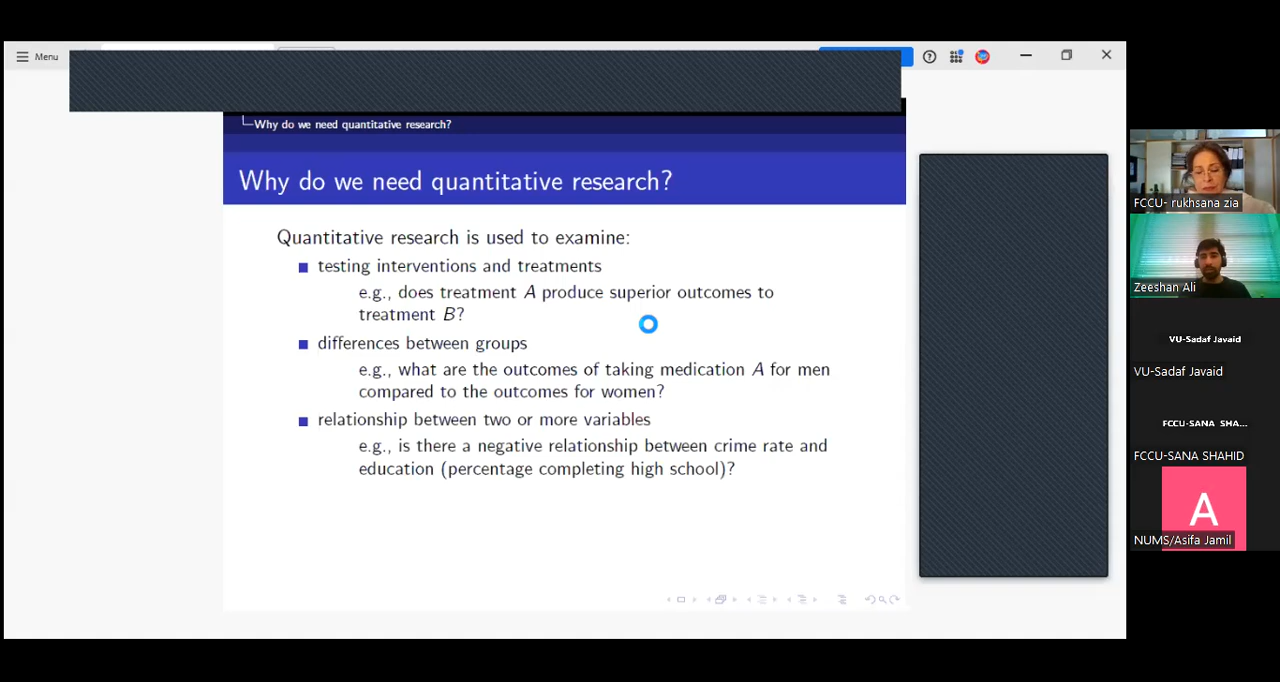 Menu
Why do we need quantitative research?
Why do we need quantitative research?
Quantitative research is used to examine:
testing interventions and treatments
e.g., does treatment A produce superior outcomes to
treatment B?
differences between groups
e.g., what are the outcomes of taking medication A for men
compared to the outcomes for women?
relationship between two or more variables
e.g., is there a negative relationship between crime rate and
education (percentage completing high school)?
FCCU- rukhsana zia
Zeeshan Ali
VU-Sadaf Javaid
VU-Sadaf Javaid
FCCU-SANA SHA...
FCCU-SANA SHAHID
A
NUMS/Asifa Jamil